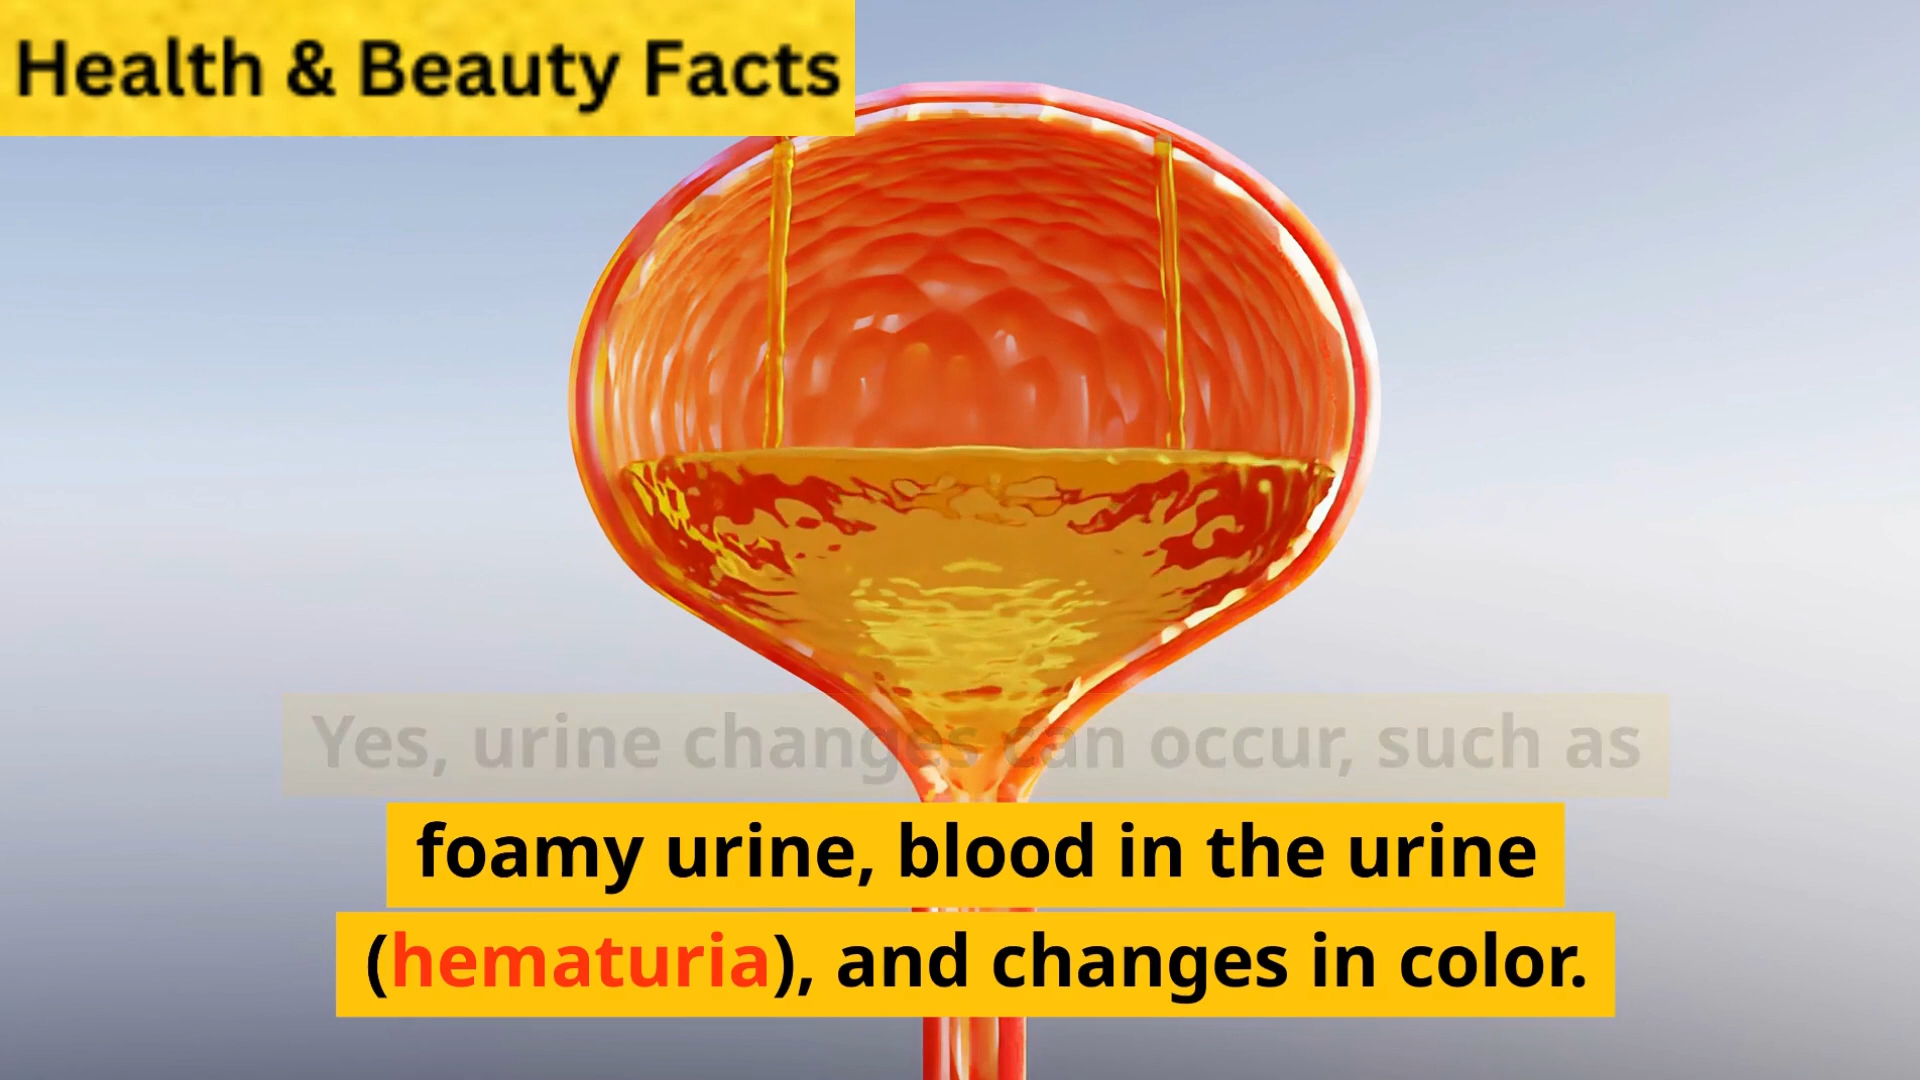 Health & Beauty Facts
Yes, urine changes can occur, such as
foamy urine, blood in the urine
(hematuria), and changes in color.